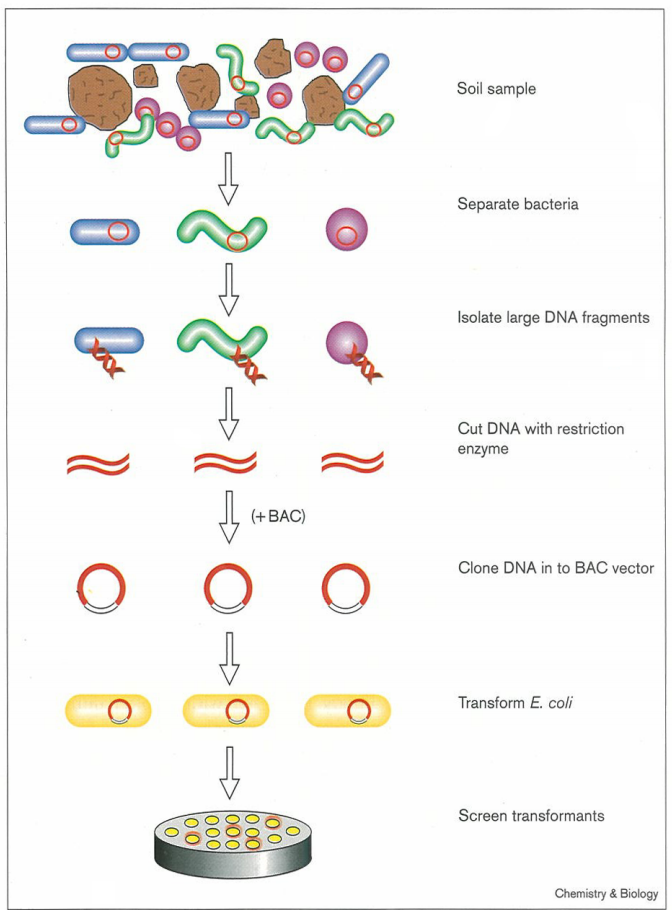 Soil sample
Separate bacteria
Isolate large DNA fragments
Cut DNA with restriction
enzyme
(+BAC)
Clone DNA in to BAC vector
Transform E. coli
Screen transformants
Chemistry & Biology